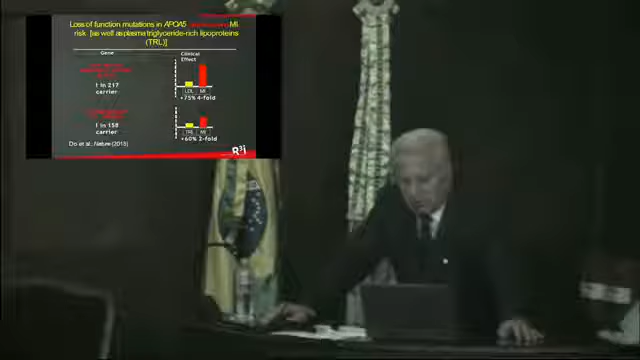 Loss of function mutations in APOA5 MI
risk [as well as plasma triglyceride-rich lipoproteins
(TRL)]
Gene
Clinical
Effect
1 in 217
carrier
LDL MI
+75% 4-fold
1 in 158
carrier
TRL MI
+60% 2-fold
Do et al., Nature (2015)
R3i